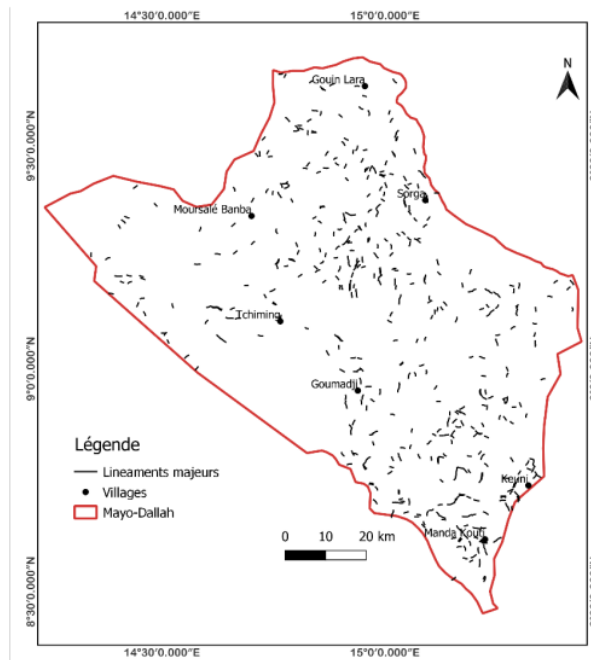 14°30'0.000"E 15°0'0.000"E
N
Gouin Lara
9°30'0.000"N
Sorga
Moursalé Banba
Tchiming
9°0'0.000"N
Goumadji
Légende
Lineaments majeurs
Villages
Mayo-Dallah
Keuni
0 10 20 km
Manda Kouti
8°30'0.000"N
14°30'0.000"E 15°0'0.000"E